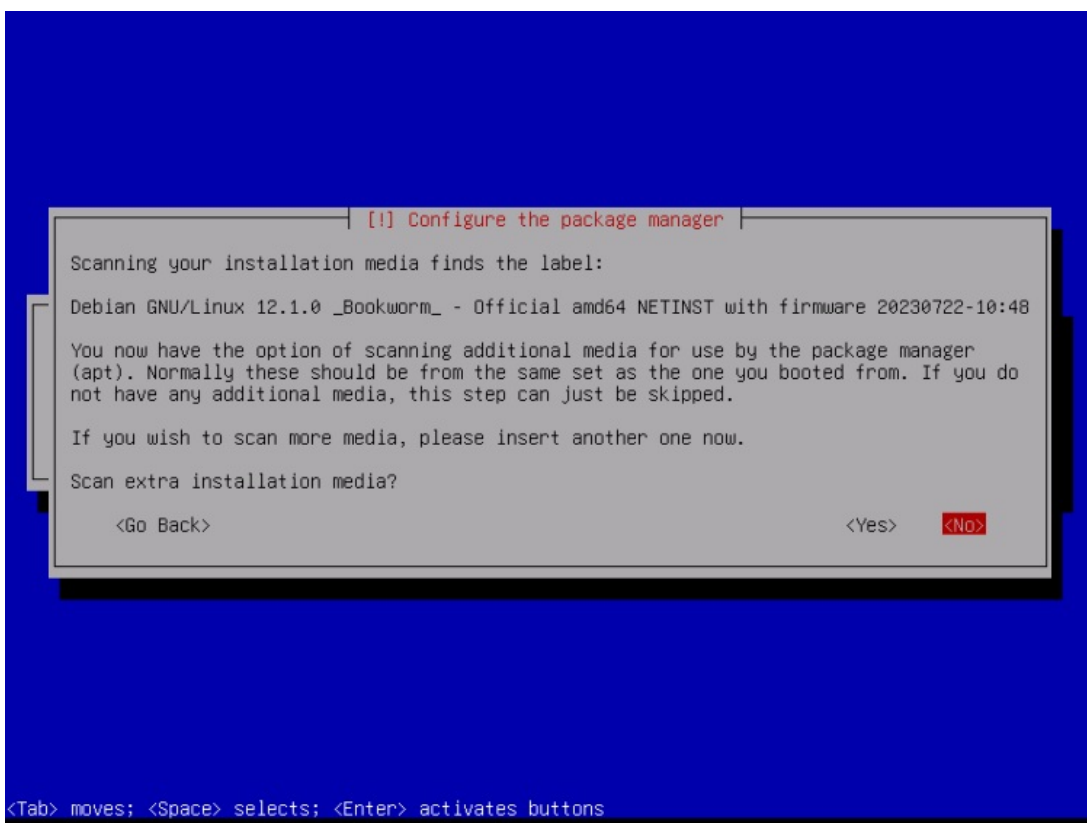 [!] Configure the package manager
Scanning your installation media finds the label:
Debian GNU/Linux 12.1.0 _Bookworm_ - Official amd64 NETINST with firmware 20230722-10:48
You now have the option of scanning additional media for use by the package manager
(apt). Normally these should be from the same set as the one you booted from. If you do
not have any additional media, this step can just be skipped.
If you wish to scan more media, please insert another one now.
Scan extra installation media?
<Go Back> <Yes> <No>
<Tab> moves; <Space> selects; <Enter> activates buttons